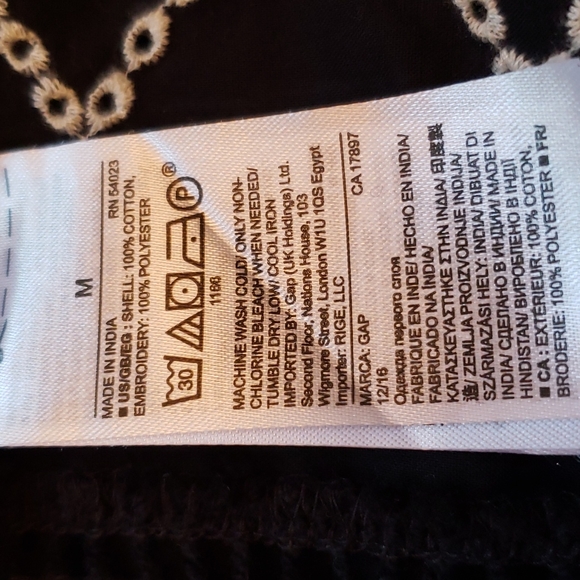 M
MADE IN INDIA RN 54023
■ US/GB/EG : SHELL: 100% COTTON,
EMBROIDERY: 100% POLYESTER
30 P ®
1166
MACHINE WASH COLD/ ONLY NON-
CHLORINE BLEACH WHEN NEEDED/
TUMBLE DRY LOW/ COOL IRON
IMPORTED BY: Gap (UK Holdings) Ltd.
Second Floor, Nations House, 103
Wigmore Street, London W1U 1QS Egypt
Importer: RIGE, LLC
MARCA: GAP CA 17897
12/16
Одежда первого слоя
FABRIQUE EN INDE/ HECHO EN INDIA/
FABRICADO NA ÍNDIA/
ΚΑΤΑΣΚΕΥΑΣΤΗΚΕ ΣΤΗΝ ΙΝΔΙΑ/ 印度製
造/ ZEMLJA PROIZVODNJE INDIJA/
SZÁRMAZÁSI HELY: INDIA/ DIBUAT DI
INDIA/ СДЕЛАНО В ИНДИИ/ MADE IN
HINDISTAN/ ВИРОБЛЕНО В ІНДІЇ
■ CA : EXTÉRIEUR: 100% COTON,
BRODERIE: 100% POLYESTER ■ FR/